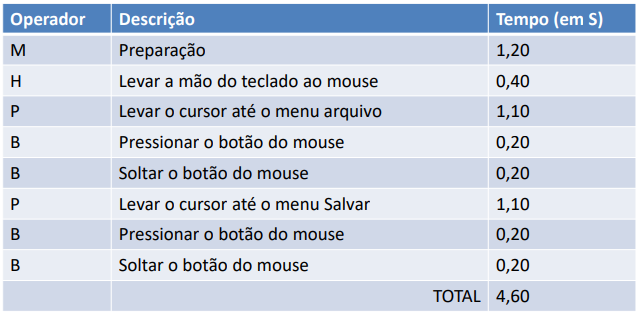 Operador Descrição Tempo (em S)
M Preparação 1,20
H Levar a mão do teclado ao mouse 0,40
P Levar o cursor até o menu arquivo 1,10
B Pressionar o botão do mouse 0,20
B Soltar o botão do mouse 0,20
P Levar o cursor até o menu Salvar 1,10
B Pressionar o botão do mouse 0,20
B Soltar o botão do mouse 0,20
TOTAL 4,60